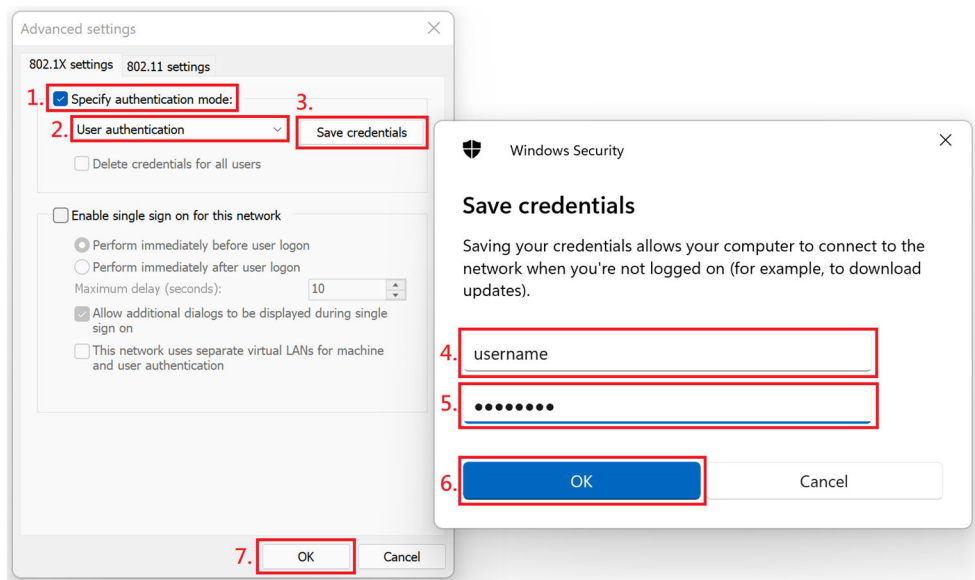 Advanced settings
802.1X settings
802.11 settings
1.
Specify authentication mode:
2.
User authentication
3.
Save credentials
Delete credentials for all users
Enable single sign on for this network
Perform immediately before user logon
Perform immediately after user logon
Maximum delay (seconds):
10
Allow additional dialogs to be displayed during single
sign on
This network uses separate virtual LANs for machine
and user authentication
7.
OK
Cancel
Windows Security
Save credentials
Saving your credentials allows your computer to connect to the
network when you're not logged on (for example, to download
updates).
4.
username
5.
●●●●●●●●
6.
OK
Cancel